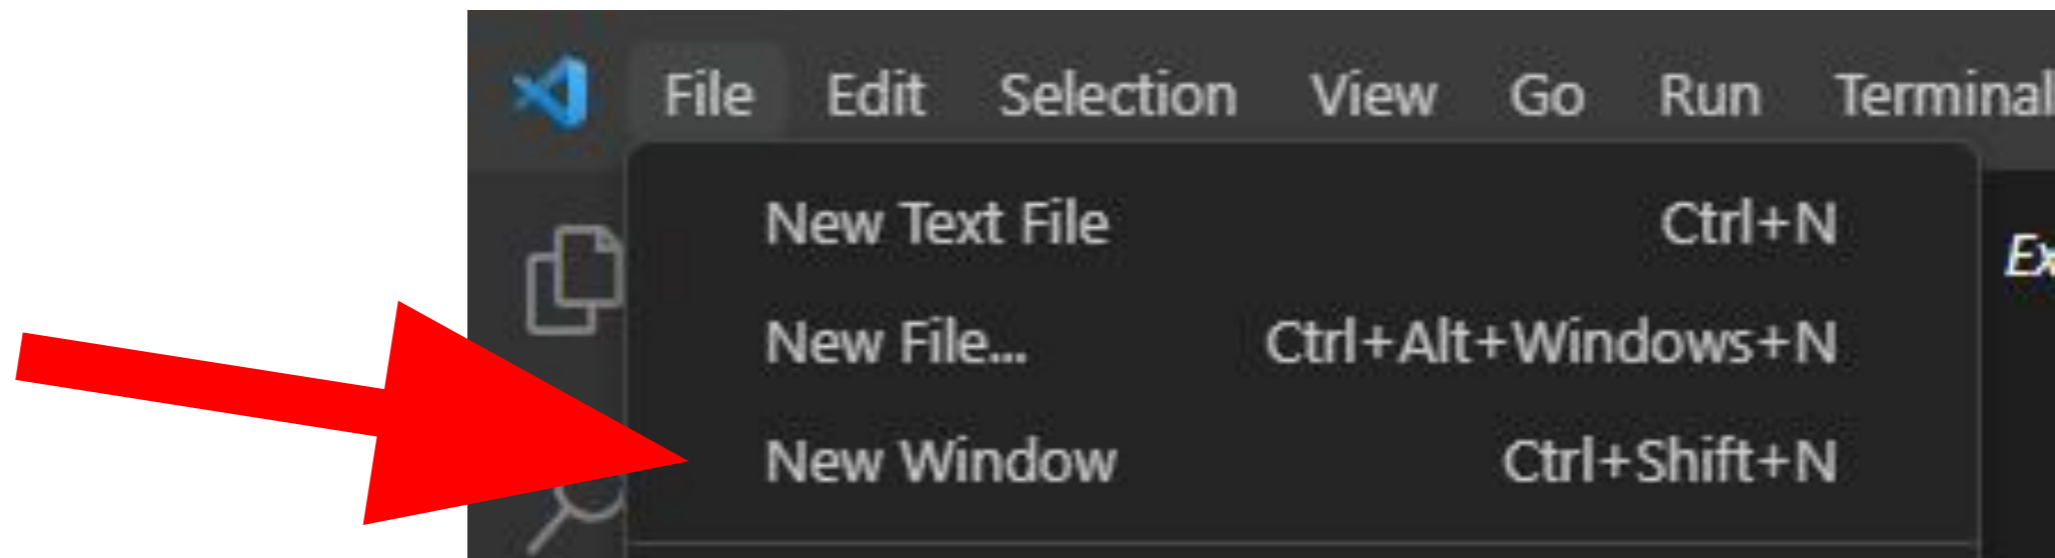 File Edit Selection View Go Run Terminal
New Text File Ctrl+N
Ex
New File... Ctrl+Alt+Windows+N
New Window Ctrl+Shift+N